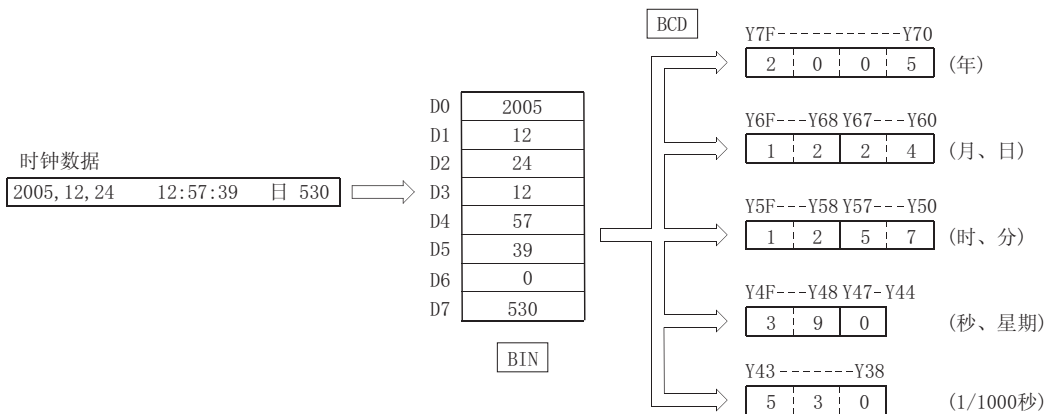 BCD
Y7F-----------Y70
2 0 0 5 (年)
Y6F---Y68 Y67---Y60
1 2 2 4 (月、日)
Y5F---Y58 Y57---Y50
1 2 5 7 (时、分)
Y4F---Y48 Y47-Y44
3 9 0 (秒、星期)
Y43-------Y38
5 3 0 (1/1000秒)
D0 2005
D1 12
D2 24
D3 12
D4 57
D5 39
D6 0
D7 530
BIN
时钟数据
2005,12,24 12:57:39 日 530